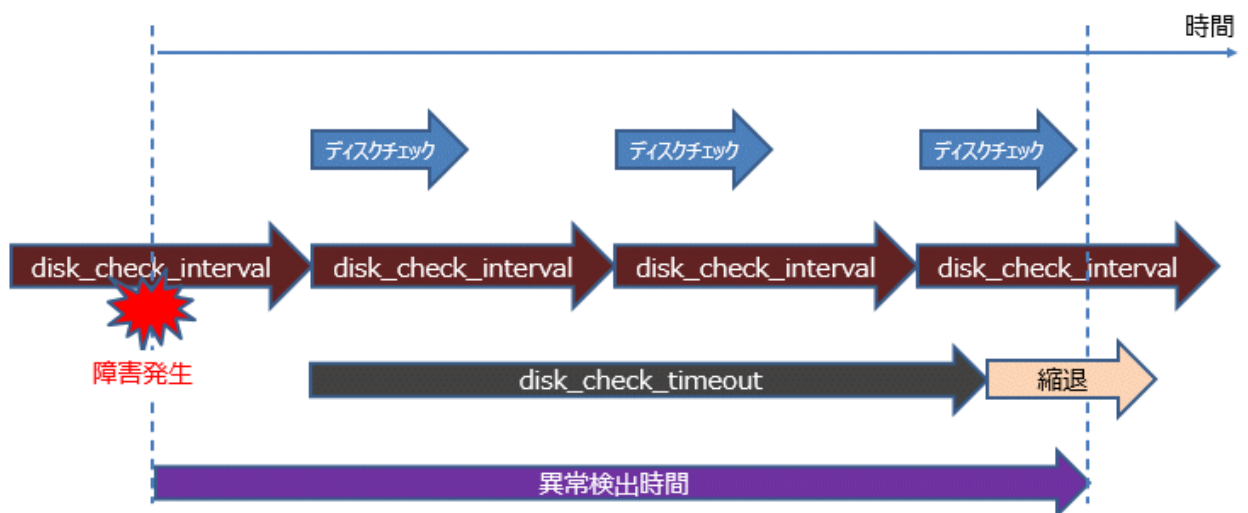 時間
ディスクチェック
ディスクチェック
ディスクチェック
disk_check_interval
disk_check_interval
disk_check_interval
disk_check_interval
障害発生
disk_check_timeout
縮退
異常検出時間